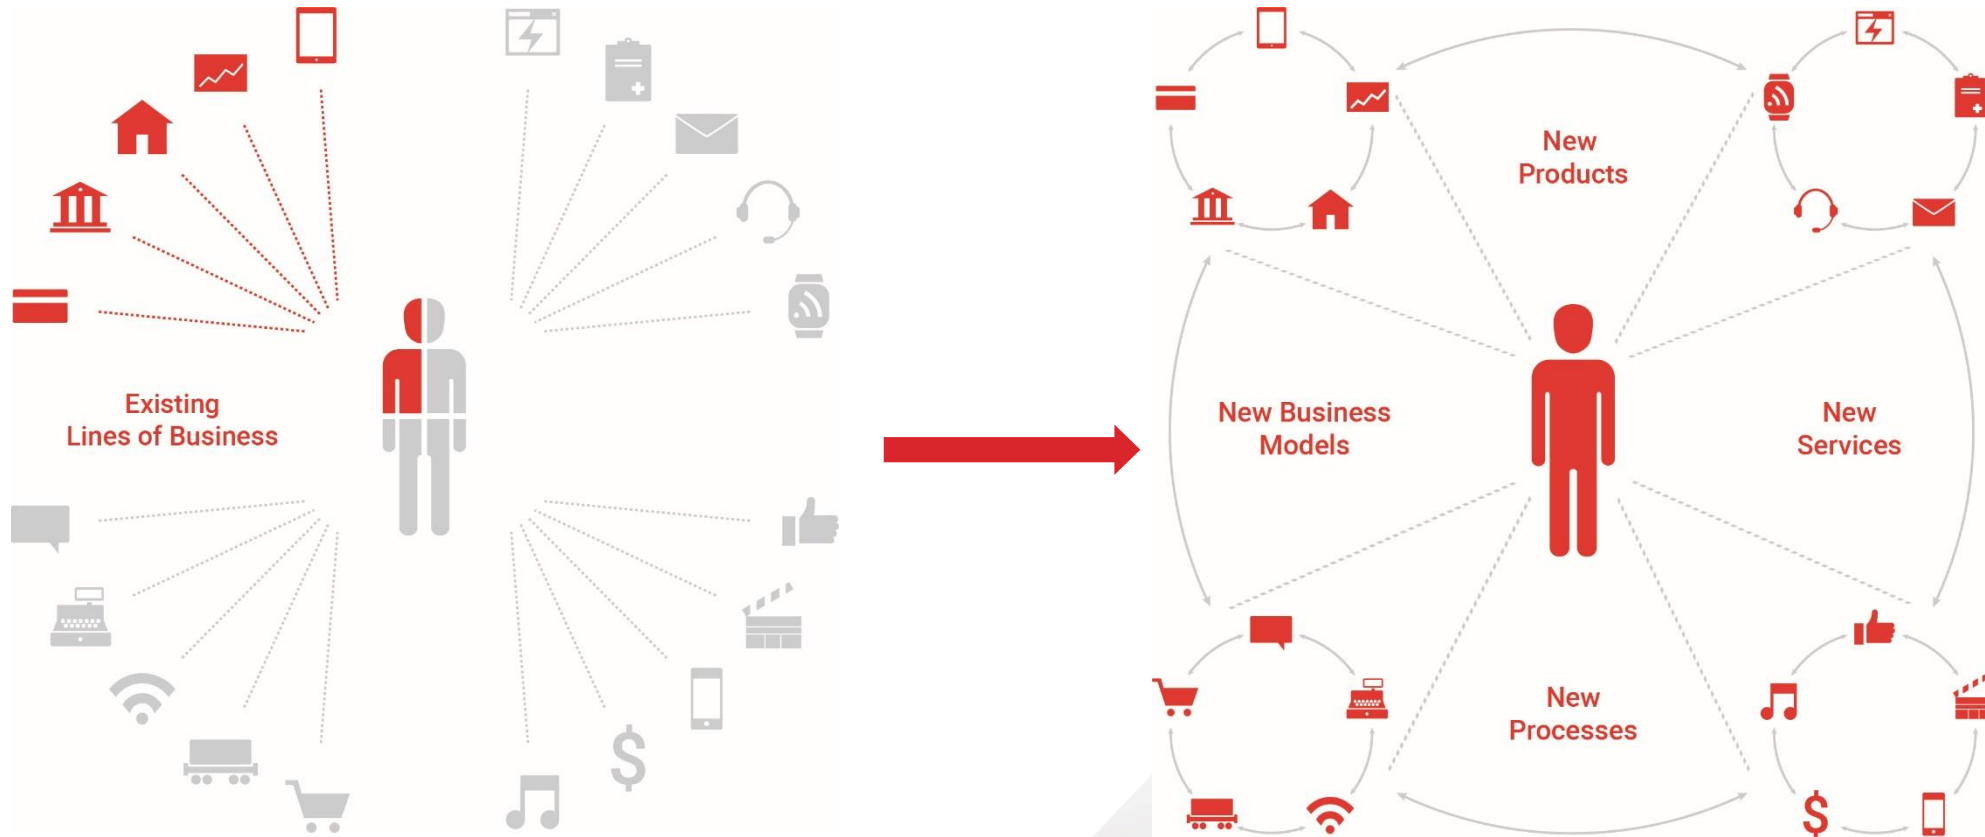 Existing
Lines of Business
New
Products
New Business
Models
New
Services
New
Processes